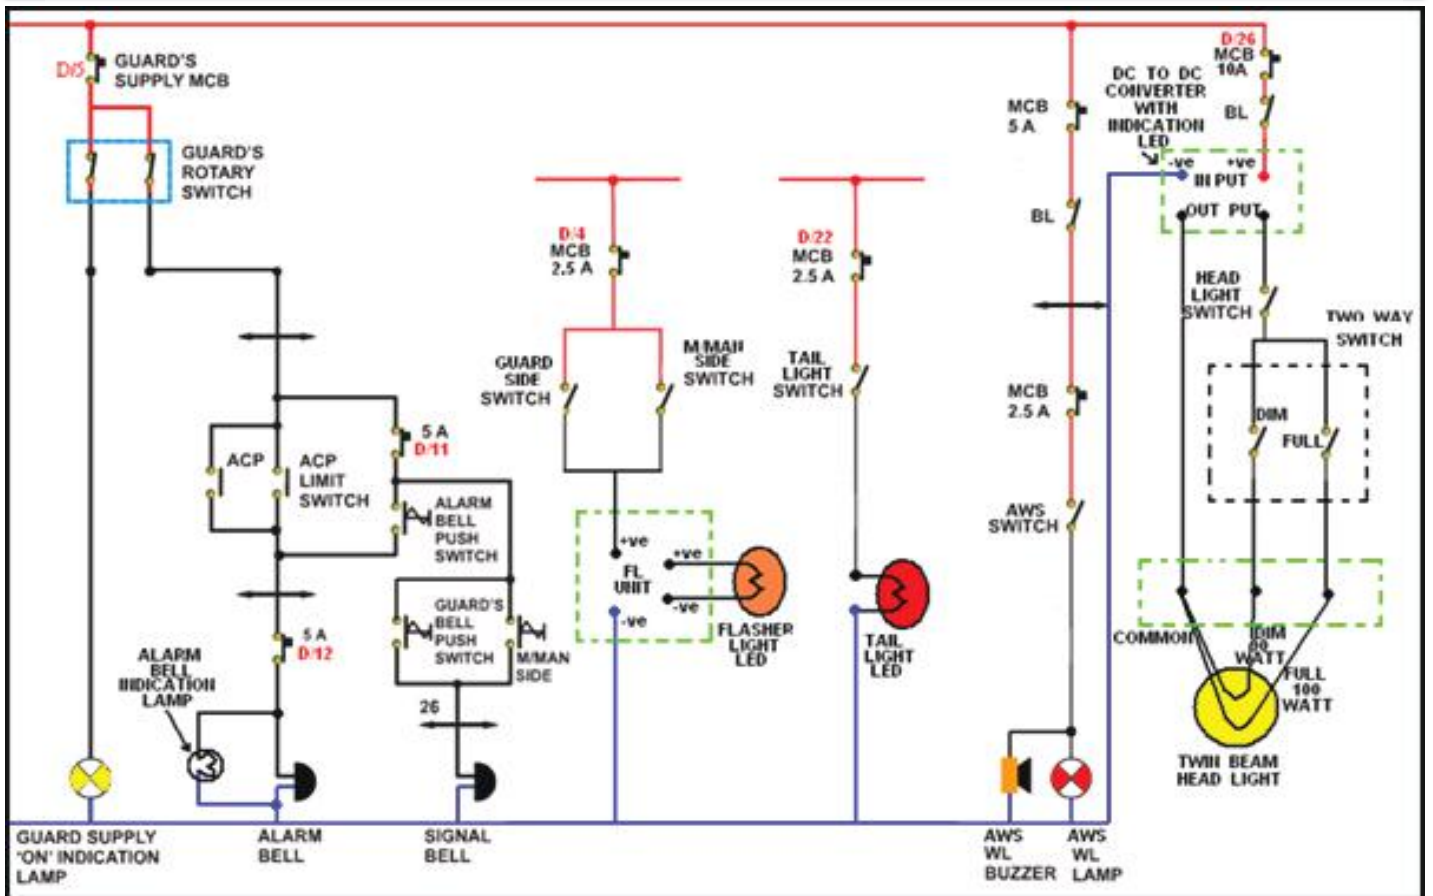 D/5
GUARD'S
SUPPLY MCB
GUARD'S
ROTARY
SWITCH
ACP
ACP
LIMIT
SWITCH
5 A
D/11
ALARM
BELL
PUSH
SWITCH
GUARD'S
BELL
PUSH
SWITCH
M/MAN
SIDE
5 A
D/12
ALARM
BELL
INDICATION
LAMP
26
GUARD SUPPLY
'ON' INDICATION
LAMP
ALARM
BELL
SIGNAL
BELL
D/4
MCB
2.5 A
GUARD
SIDE
SWITCH
M/MAN
SIDE
SWITCH
+ve
FL
UNIT
-ve
+ve
-ve
FLASHER
LIGHT
LED
D/22
MCB
2.5 A
TAIL
LIGHT
SWITCH
TAIL
LIGHT
LED
MCB
5 A
BL
MCB
2.5 A
AWS
SWITCH
AWS
WL
BUZZER
AWS
WL
LAMP
D/26
MCB
10A
BL
DC TO DC
CONVERTER
WITH
INDICATION
LED
-ve +ve
IN PUT
OUT PUT
HEAD
LIGHT
SWITCH
TWO WAY
SWITCH
DIM
FULL
COMMON
DIM
WATT
FULL
100
WATT
TWIN BEAM
HEAD LIGHT